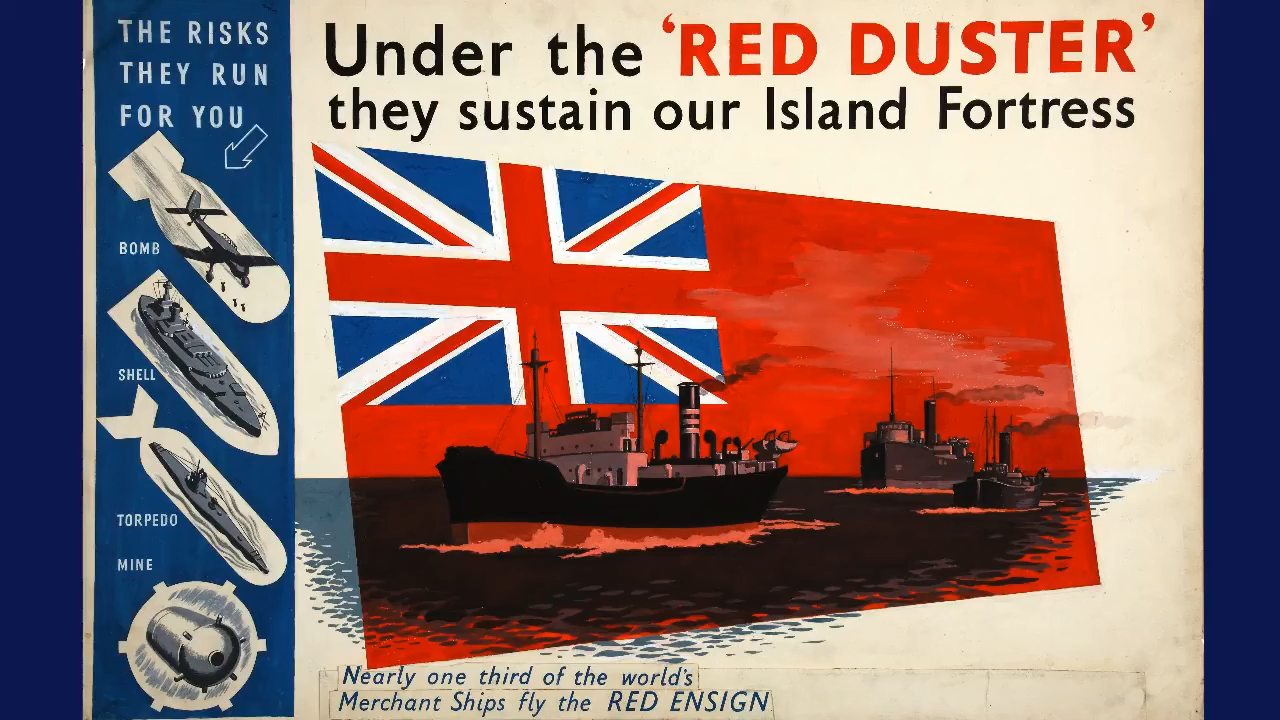 THE RISKS
THEY RUN
FOR YOU
BOMB
SHELL
TORPEDO
MINE
Under the ‘RED DUSTER’
they sustain our Island Fortress
Nearly one third of the world's
Merchant Ships fly the RED ENSIGN